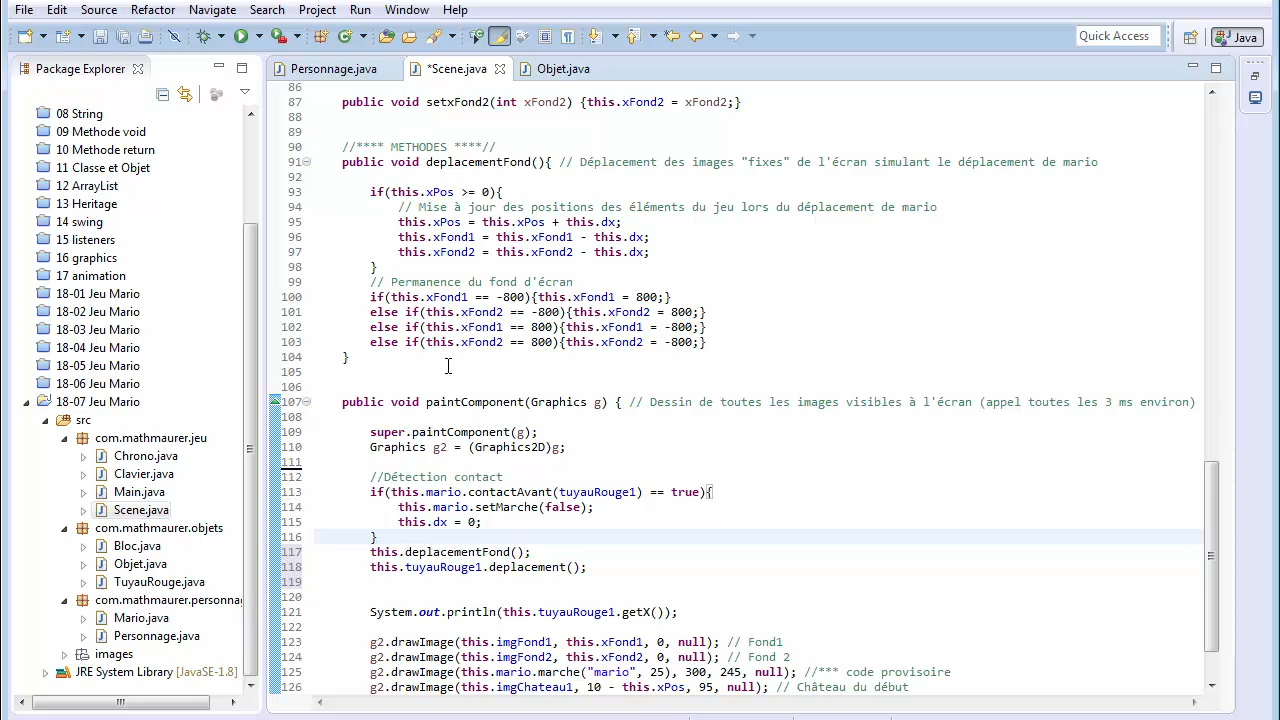 File Edit Source Refactor Navigate Search Project Run Window Help
Quick Access Java
Package Explorer
08 String
09 Methode void
10 Methode return
11 Classe et Objet
12 ArrayList
13 Heritage
14 swing
15 listeners
16 graphics
17 animation
18-01 Jeu Mario
18-02 Jeu Mario
18-03 Jeu Mario
18-04 Jeu Mario
18-05 Jeu Mario
18-06 Jeu Mario
18-07 Jeu Mario
src
com.mathmaurer.jeu
Chrono.java
Clavier.java
Main.java
Scene.java
com.mathmaurer.objets
Bloc.java
Objet.java
TuyauRouge.java
com.mathmaurer.personnag
Mario.java
Personnage.java
images
JRE System Library [JavaSE-1.8]
Personnage.java *Scene.java Objet.java
86
87 public void setxFond2(int xFond2) {this.xFond2 = xFond2;}
88
89
90 //**** METHODES ****//
91 public void deplacementFond(){ // Déplacement des images "fixes" de l'écran simulant le déplacement de mario
92
93 if(this.xPos >= 0){
94 // Mise à jour des positions des éléments du jeu lors du déplacement de mario
95 this.xPos = this.xPos + this.dx;
96 this.xFond1 = this.xFond1 - this.dx;
97 this.xFond2 = this.xFond2 - this.dx;
98 }
99 // Permanence du fond d'écran
100 if(this.xFond1 == -800){this.xFond1 = 800;}
101 else if(this.xFond2 == -800){this.xFond2 = 800;}
102 else if(this.xFond1 == 800){this.xFond1 = -800;}
103 else if(this.xFond2 == 800){this.xFond2 = -800;}
104 }
105
106
107 public void paintComponent(Graphics g) { // Dessin de toutes les images visibles à l'écran (appel toutes les 3 ms environ)
108
109 super.paintComponent(g);
110 Graphics g2 = (Graphics2D)g;
111
112 //Détection contact
113 if(this.mario.contactAvant(tuyauRouge1) == true){
114 this.mario.setMarche(false);
115 this.dx = 0;
116 }
117 this.deplacementFond();
118 this.tuyauRouge1.deplacement();
119
120
121 System.out.println(this.tuyauRouge1.getX());
122
123 g2.drawImage(this.imgFond1, this.xFond1, 0, null); // Fond1
124 g2.drawImage(this.imgFond2, this.xFond2, 0, null); // Fond 2
125 g2.drawImage(this.mario.marche("mario", 25), 300, 245, null); //*** code provisoire
126 g2.drawImage(this.imgChateau1, 10 - this.xPos, 95, null); // Château du début